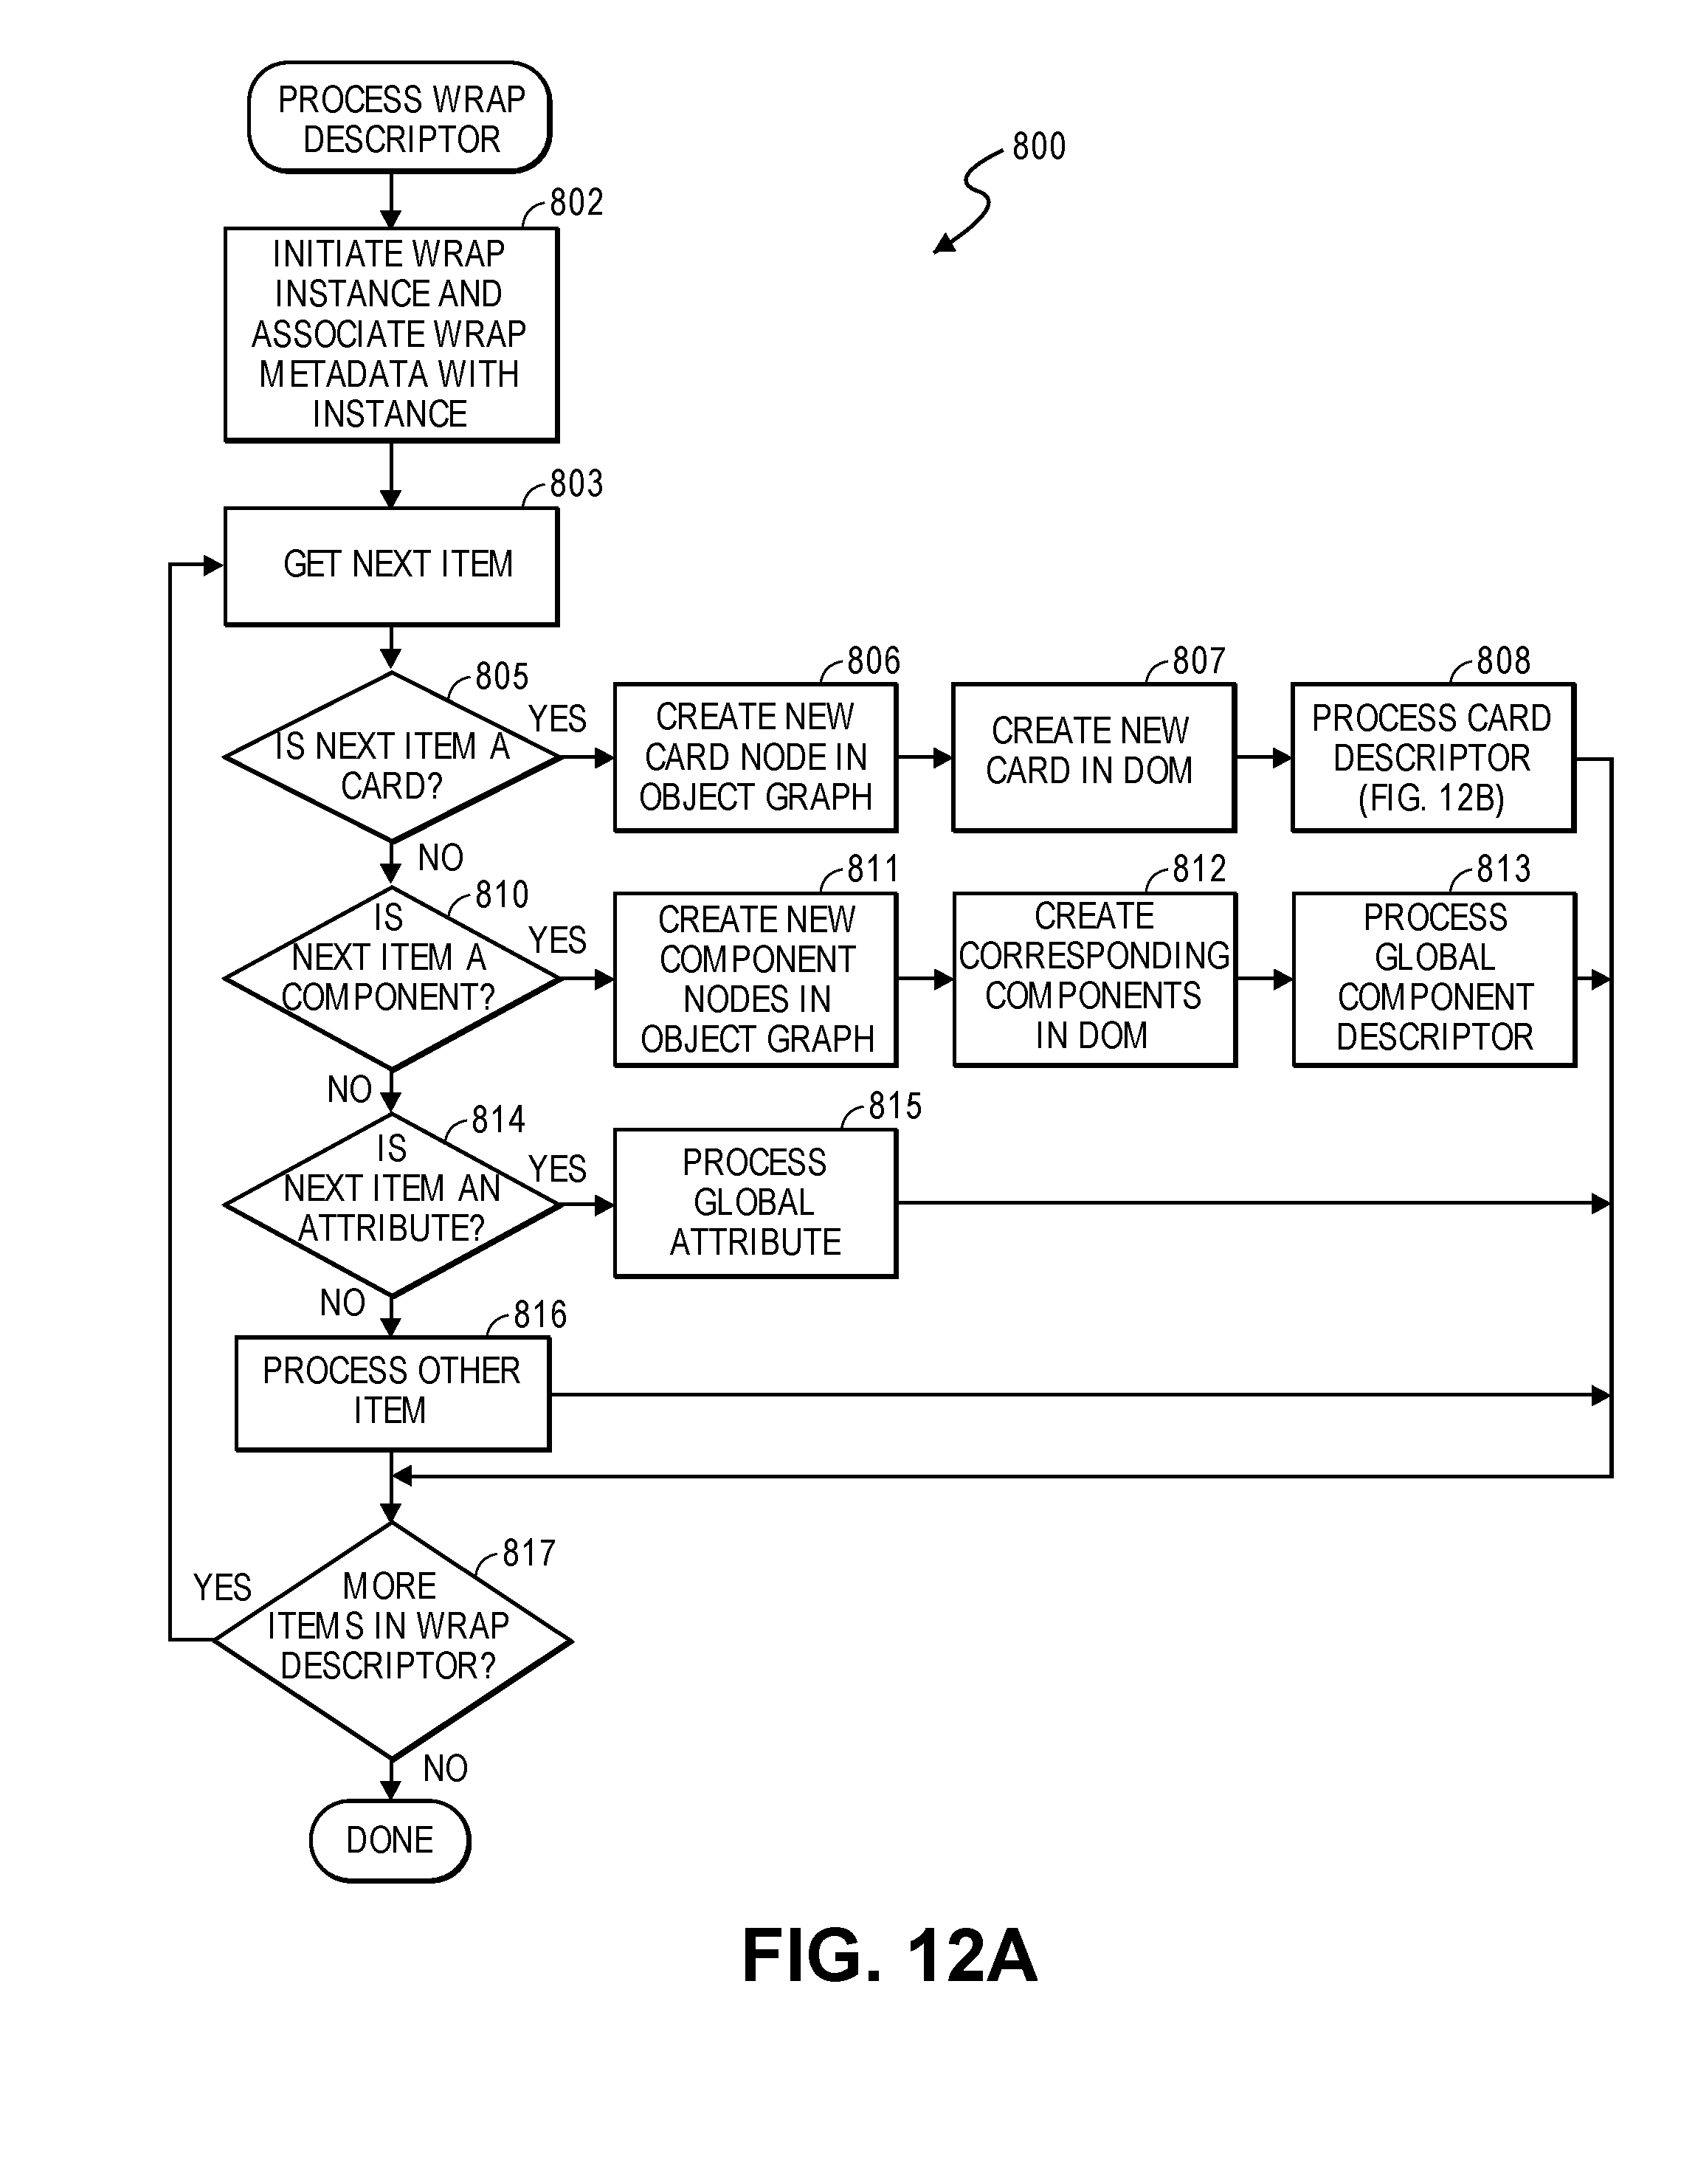 PROCESS WRAP
DESCRIPTOR
800
802
INITIATE WRAP
INSTANCE AND
ASSOCIATE WRAP
METADATA WITH
INSTANCE
803
GET NEXT ITEM
805
IS NEXT ITEM A
CARD?
YES
NO
806
CREATE NEW
CARD NODE IN
OBJECT GRAPH
807
CREATE NEW
CARD IN DOM
808
PROCESS CARD
DESCRIPTOR
(FIG. 12B)
810
IS
NEXT ITEM A
COMPONENT?
YES
NO
811
CREATE NEW
COMPONENT
NODES IN
OBJECT GRAPH
812
CREATE
CORRESPONDING
COMPONENTS
IN DOM
813
PROCESS
GLOBAL
COMPONENT
DESCRIPTOR
814
IS
NEXT ITEM AN
ATTRIBUTE?
YES
NO
815
PROCESS
GLOBAL
ATTRIBUTE
816
PROCESS OTHER
ITEM
817
MORE
ITEMS IN WRAP
DESCRIPTOR?
YES
NO
DONE
FIG. 12A